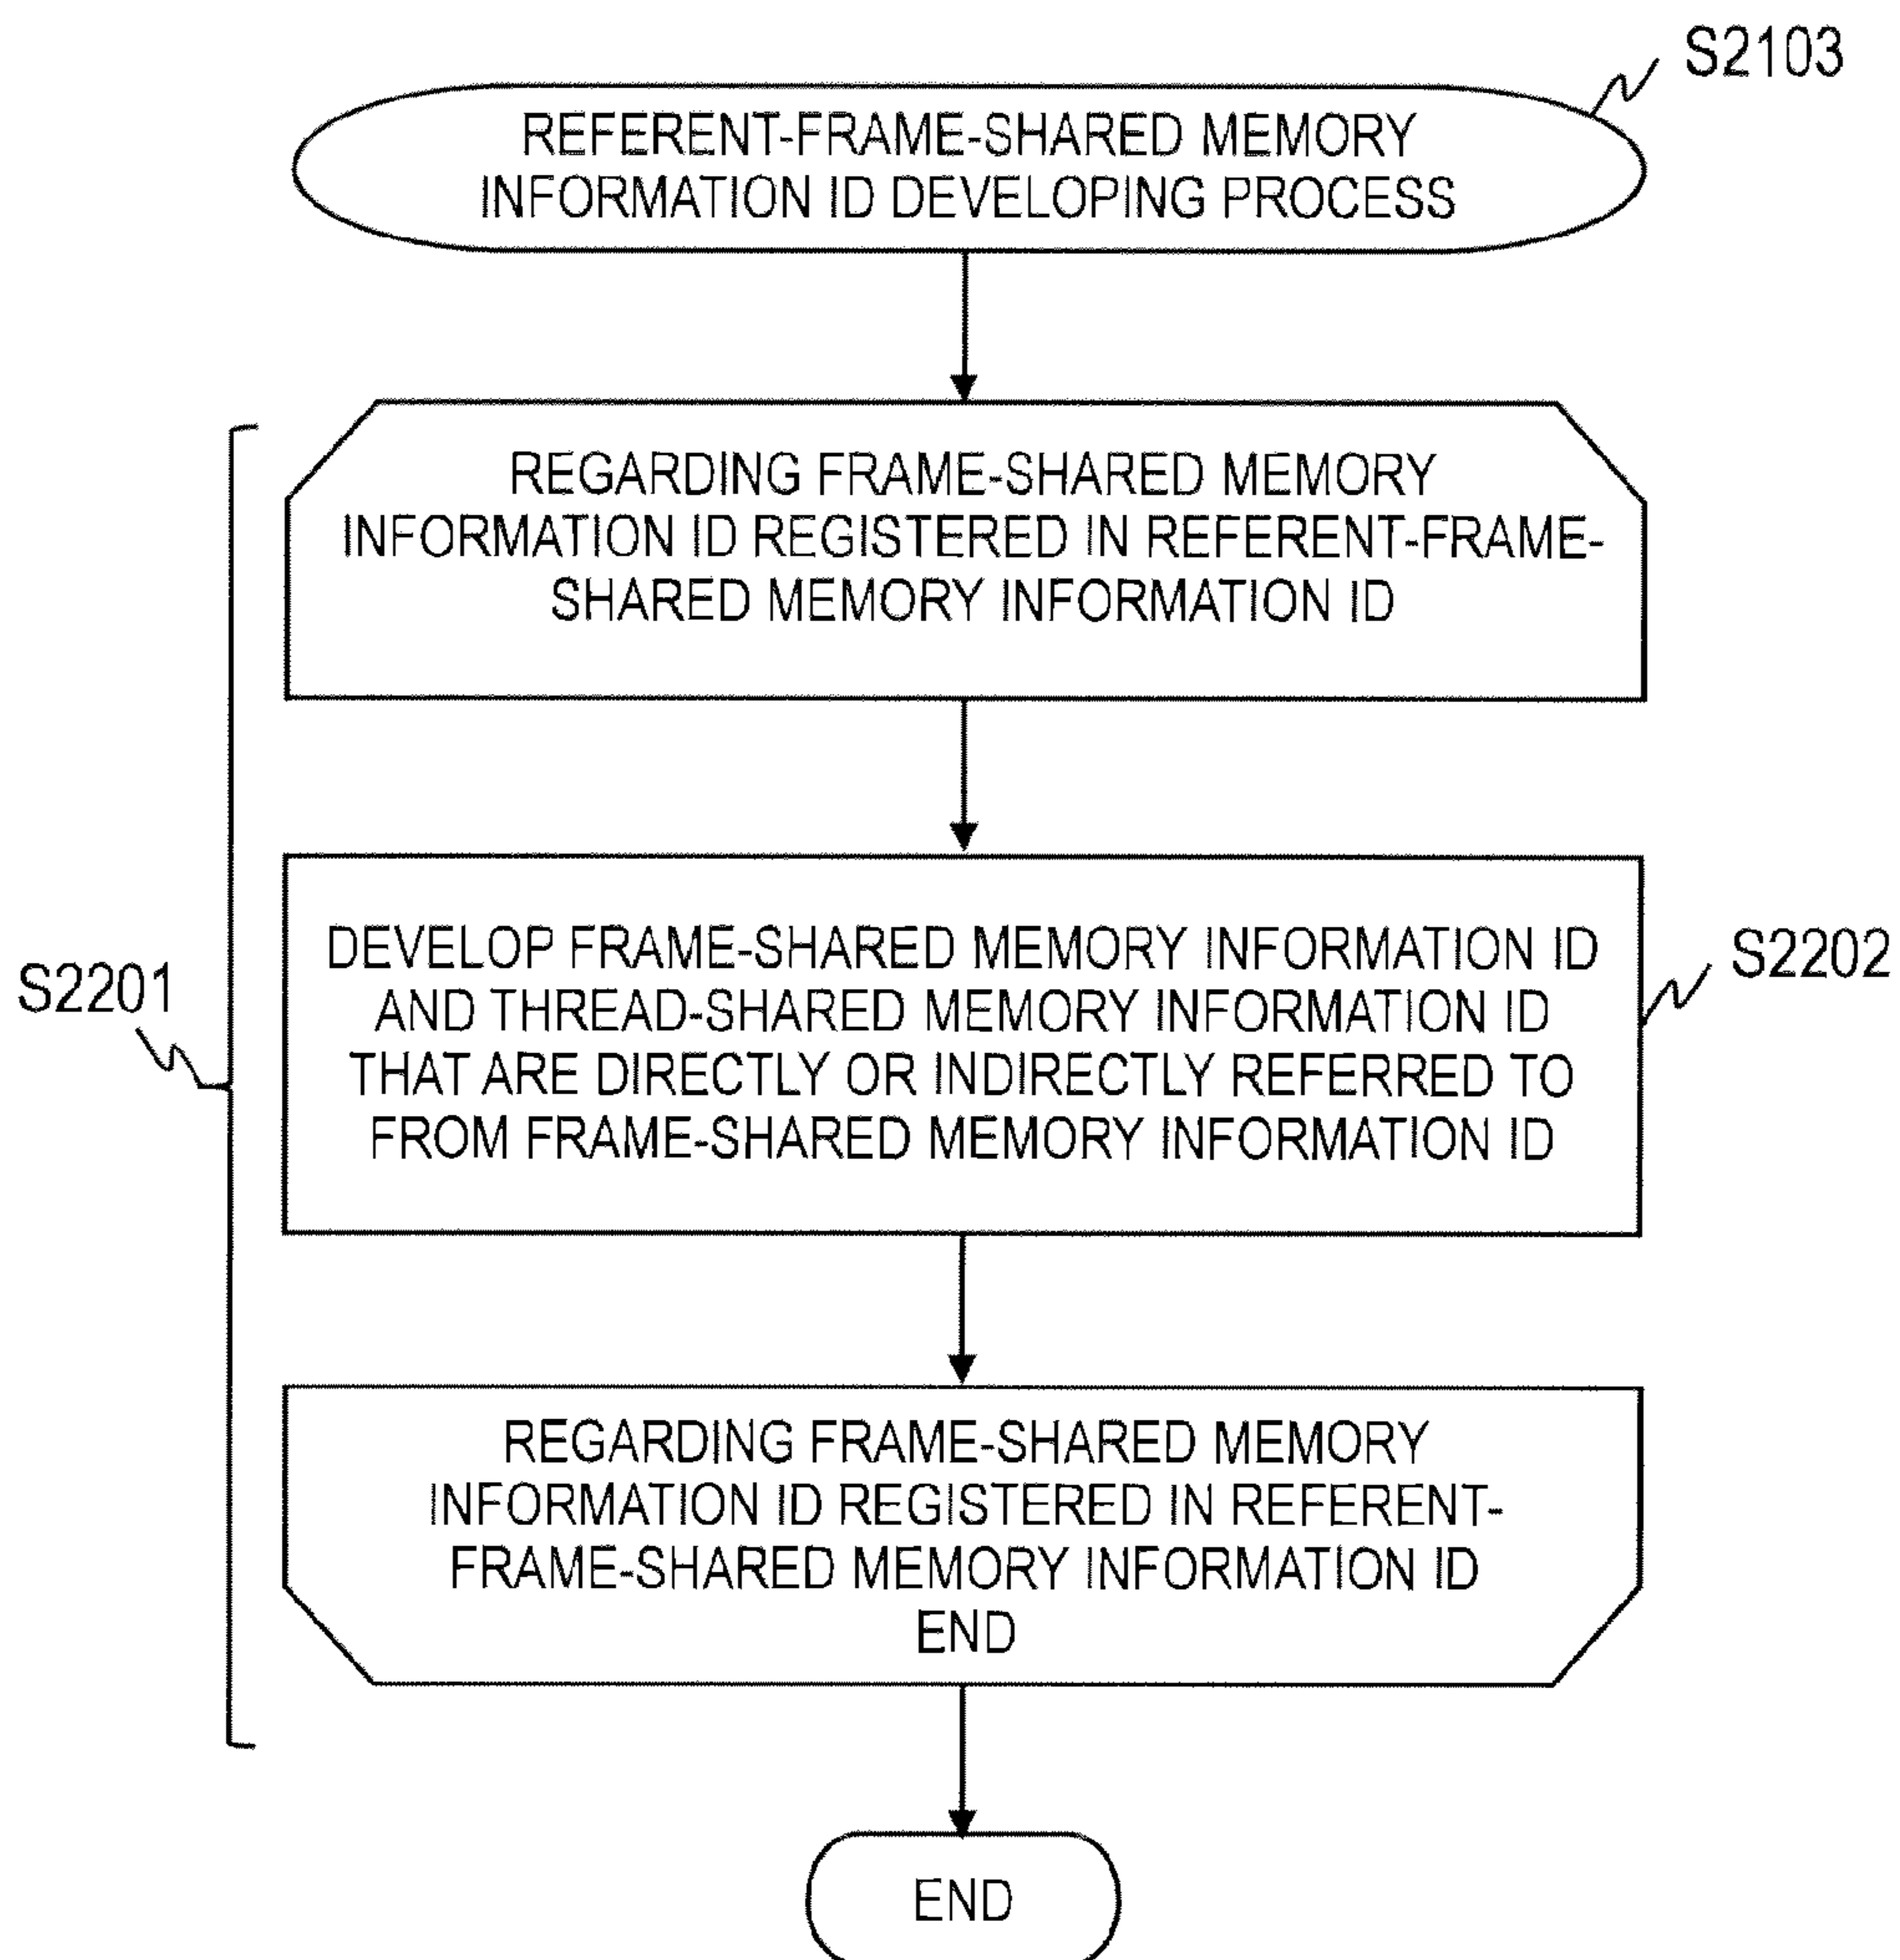 S2103
REFERENT-FRAME-SHARED MEMORY
INFORMATION ID DEVELOPING PROCESS
REGARDING FRAME-SHARED MEMORY
INFORMATION ID REGISTERED IN REFERENT-FRAME-
SHARED MEMORY INFORMATION ID
S2201
DEVELOP FRAME-SHARED MEMORY INFORMATION ID
AND THREAD-SHARED MEMORY INFORMATION ID
THAT ARE DIRECTLY OR INDIRECTLY REFERRED TO
FROM FRAME-SHARED MEMORY INFORMATION ID
S2202
REGARDING FRAME-SHARED MEMORY
INFORMATION ID REGISTERED IN REFERENT-
FRAME-SHARED MEMORY INFORMATION ID
END
END